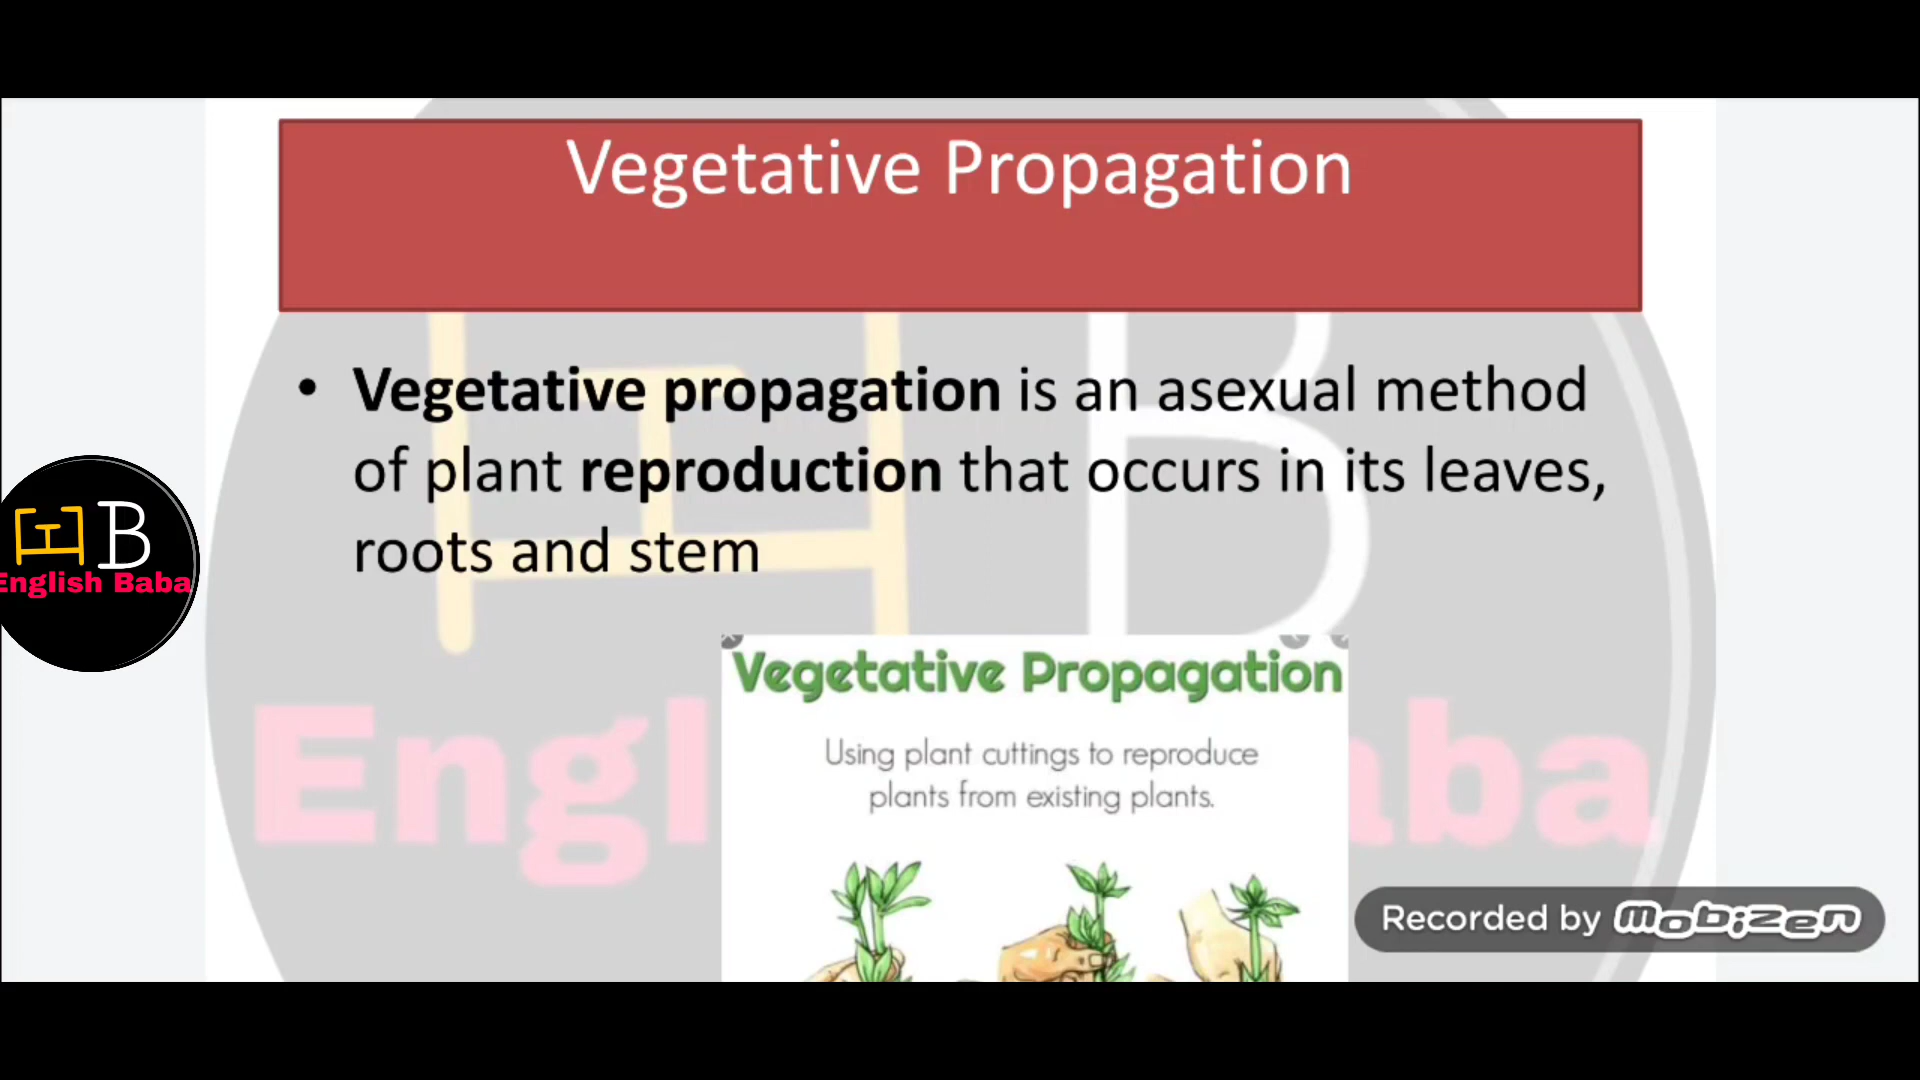 Vegetative Propagation
• Vegetative propagation is an asexual method
of plant reproduction that occurs in its leaves,
roots and stem
B
English Baba
Vegetative Propagation
Using plant cuttings to reproduce
plants from existing plants.
Recorded by mobizen